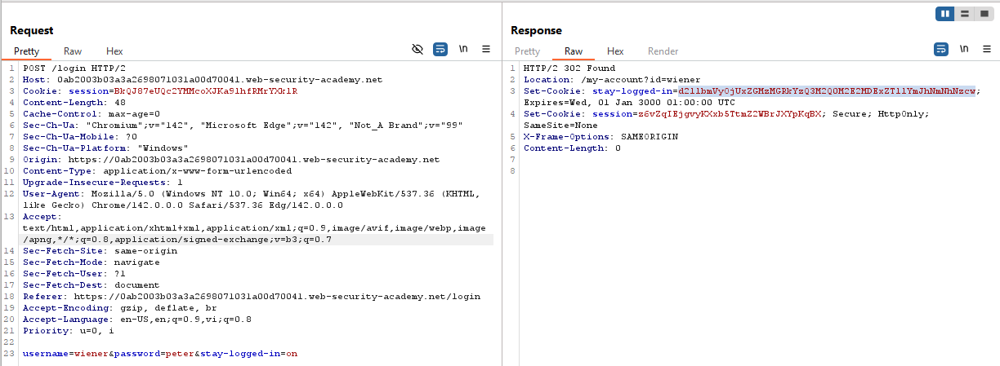 Request
Pretty Raw Hex
\n
1 POST /login HTTP/2
2 Host: 0ab2003b03a3a2698071031a00d70041.web-security-academy.net
3 Cookie: session=BkQJ87eUQc2YMMcoXJKa9lhfRMrYXk1R
4 Content-Length: 48
5 Cache-Control: max-age=0
6 Sec-Ch-Ua: "Chromium";v="142", "Microsoft Edge";v="142", "Not_A Brand";v="99"
7 Sec-Ch-Ua-Mobile: ?0
8 Sec-Ch-Ua-Platform: "Windows"
9 Origin: https://0ab2003b03a3a2698071031a00d70041.web-security-academy.net
10 Content-Type: application/x-www-form-urlencoded
11 Upgrade-Insecure-Requests: 1
12 User-Agent: Mozilla/5.0 (Windows NT 10.0; Win64; x64) AppleWebKit/537.36 (KHTML,
like Gecko) Chrome/142.0.0.0 Safari/537.36 Edg/142.0.0.0
13 Accept:
text/html,application/xhtml+xml,application/xml;q=0.9,image/avif,image/webp,image
/apng,*/*;q=0.8,application/signed-exchange;v=b3;q=0.7
14 Sec-Fetch-Site: same-origin
15 Sec-Fetch-Mode: navigate
16 Sec-Fetch-User: ?1
17 Sec-Fetch-Dest: document
18 Referer: https://0ab2003b03a3a2698071031a00d70041.web-security-academy.net/login
19 Accept-Encoding: gzip, deflate, br
20 Accept-Language: en-US,en;q=0.9,vi;q=0.8
21 Priority: u=0, i
22
23 username=wiener&password=peter&stay-logged-in=on
Response
Pretty Raw Hex Render
\n
1 HTTP/2 302 Found
2 Location: /my-account?id=wiener
3 Set-Cookie: stay-logged-in=d2llbmVyOjUxZGMzMGRkYzQ3M2Q0M2E2MDExZTllYmJhNmNhNzcw;
Expires=Wed, 01 Jan 3000 01:00:00 UTC
4 Set-Cookie: session=z6vZqIEjgvyKXxb5TtmZ2WBrJXYpKqBX; Secure; HttpOnly;
SameSite=None
5 X-Frame-Options: SAMEORIGIN
6 Content-Length: 0
7
8